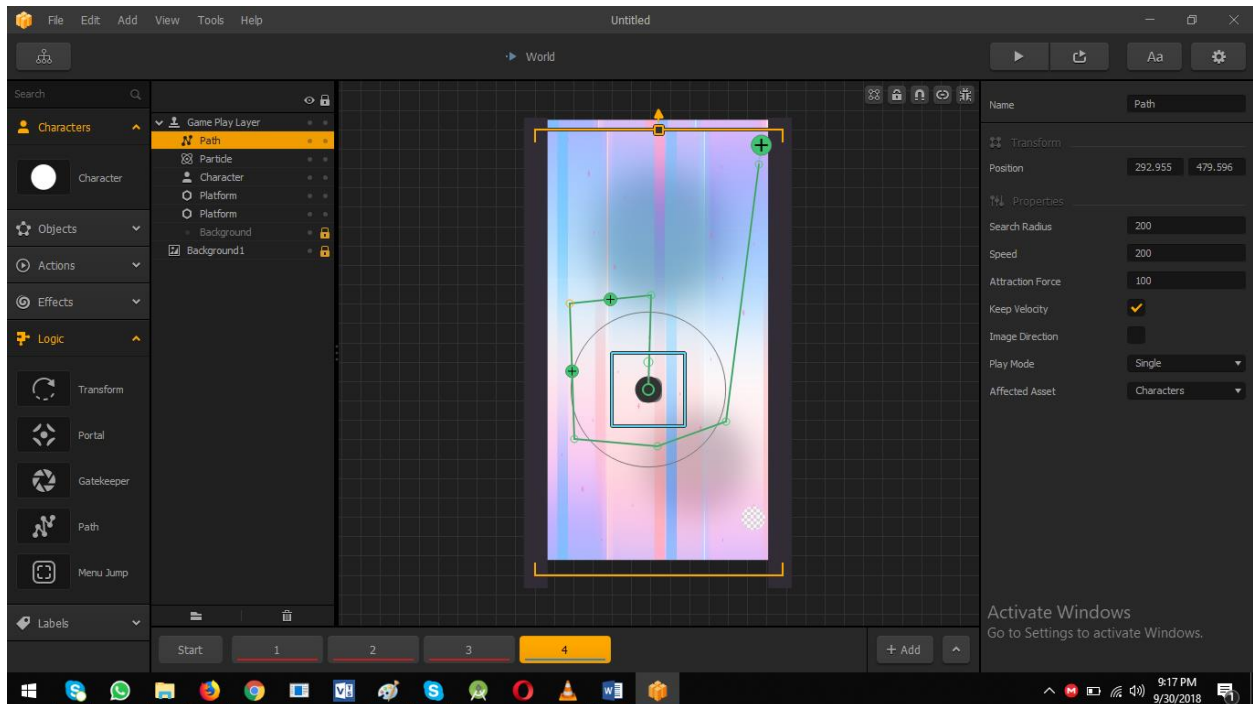 File Edit Add View Tools Help
Untitled
World
Aa
Search
Characters
Character
Objects
Actions
Effects
Logic
Transform
Portal
Gatekeeper
Path
Menu Jump
Labels
Game Play Layer
Path
Particle
Character
Platform
Platform
Background
Background1
Start 1 2 3 4 + Add
Name Path
Transform
Position 292.955 479.596
Properties
Search Radius 200
Speed 200
Attraction Force 100
Keep Velocity
Image Direction
Play Mode Single
Affected Asset Characters
Activate Windows
Go to Settings to activate Windows.
9:17 PM
9/30/2018